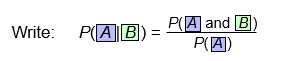 Write: P(A|B) = P(A and B) / P(A)